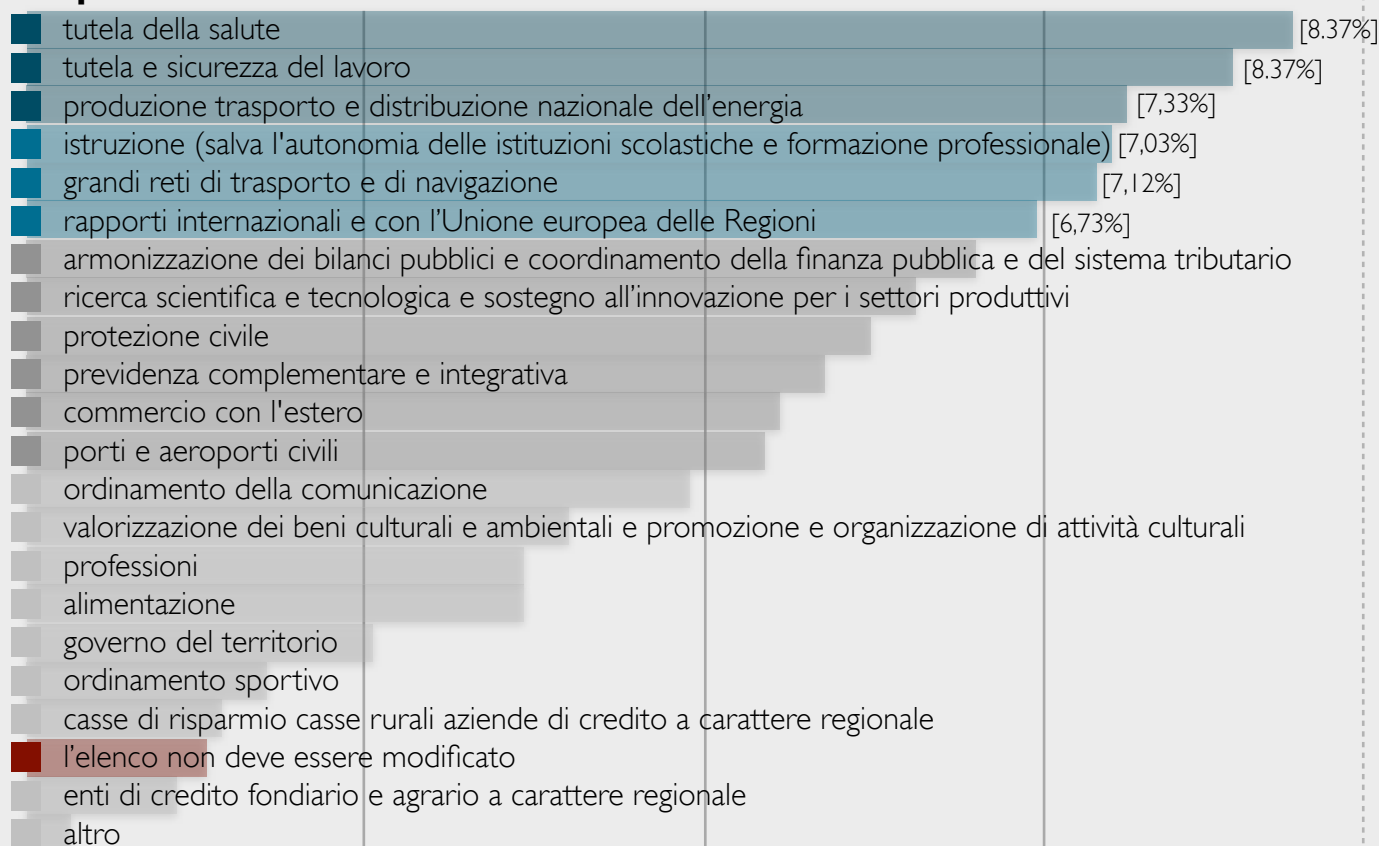 tutela della salute [8.37%]
tutela e sicurezza del lavoro [8.37%]
produzione trasporto e distribuzione nazionale dell’energia [7,33%]
istruzione (salva l'autonomia delle istituzioni scolastiche e formazione professionale) [7,03%]
grandi reti di trasporto e di navigazione [7,12%]
rapporti internazionali e con l’Unione europea delle Regioni [6,73%]
armonizzazione dei bilanci pubblici e coordinamento della finanza pubblica e del sistema tributario
ricerca scientifica e tecnologica e sostegno all’innovazione per i settori produttivi
protezione civile
previdenza complementare e integrativa
commercio con l'estero
porti e aeroporti civili
ordinamento della comunicazione
valorizzazione dei beni culturali e ambientali e promozione e organizzazione di attività culturali
professioni
alimentazione
governo del territorio
ordinamento sportivo
casse di risparmio casse rurali aziende di credito a carattere regionale
l’elenco non deve essere modificato
enti di credito fondiario e agrario a carattere regionale
altro